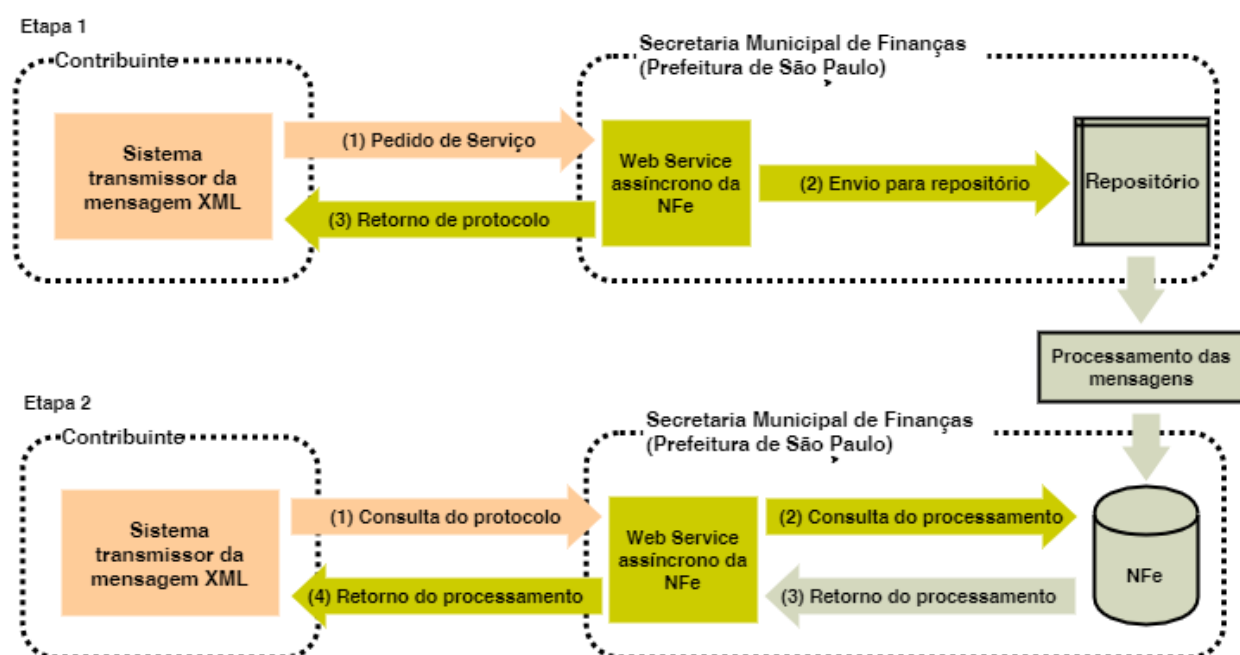 Etapa 1
Contribuinte
Secretaria Municipal de Finanças
(Prefeitura de São Paulo)
Sistema
transmissor da
mensagem XML
(1) Pedido de Serviço
(3) Retorno de protocolo
Web Service
assíncrono da
NFe
(2) Envio para repositório
Repositório
Processamento das
mensagens
Etapa 2
Contribuinte
Secretaria Municipal de Finanças
(Prefeitura de São Paulo)
Sistema
transmissor da
mensagem XML
(1) Consulta do protocolo
(4) Retorno do processamento
Web Service
assíncrono da
NFe
(2) Consulta do processamento
(3) Retorno do processamento
NFe